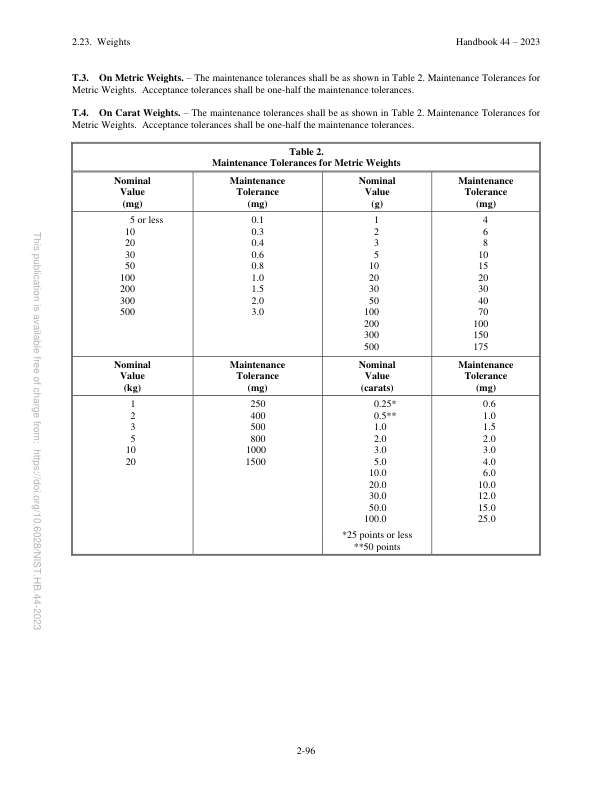 2.23.  Weights
Handbook 44 – 2023
T.3. On Metric Weights. – The maintenance tolerances shall be as shown in Table 2. Maintenance Tolerances for
Metric Weights.  Acceptance tolerances shall be one-half the maintenance tolerances.
T.4. On Carat Weights. – The maintenance tolerances shall be as shown in Table 2. Maintenance Tolerances for
Metric Weights.  Acceptance tolerances shall be one-half the maintenance tolerances.
Table 2.
Maintenance Tolerances for Metric Weights
Nominal Maintenance Nominal Maintenance
Value Tolerance Value Tolerance
(mg) (mg) (g) (mg)
5 or less 0.1 1 4
10 0.3 2 6
20 0.4 3 8
30 0.6 5 10
50 0.8 10 15
100 1.0 20 20
200 1.5 30 30
300 2.0 50 40
500 3.0 100 70
200 100
300 150
500 175
Nominal Maintenance Nominal Maintenance
Value Tolerance Value Tolerance
(kg) (mg) (carats) (mg)
1 250 0.25* 0.6
2 400 0.5** 1.0
3 500 1.0 1.5
5 800 2.0 2.0
10 1000 3.0 3.0
20 1500 5.0 4.0
10.0 6.0
20.0 10.0
30.0 12.0
50.0 15.0
100.0 25.0
*25 points or less
**50 points
This publication is available free of charge from:  https://doi.org/10.6028/NIST.HB.44-2023
2-96